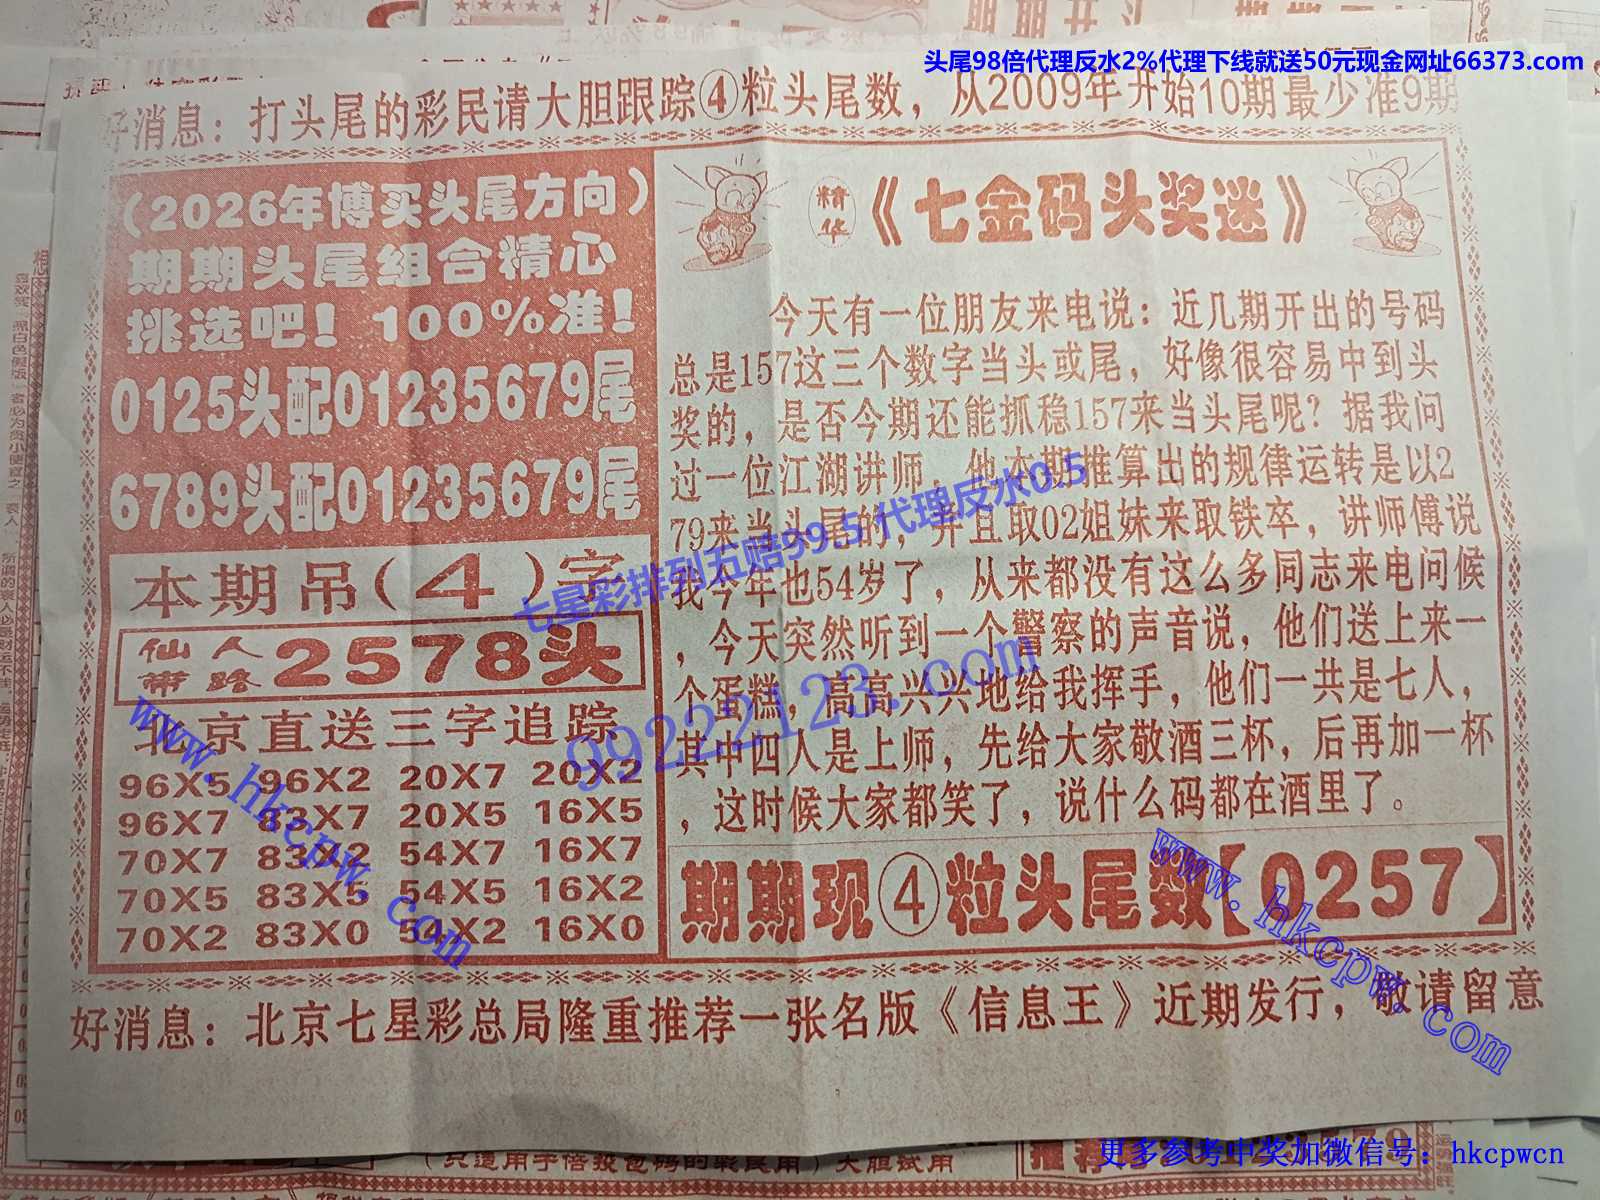 头尾98倍代理反水2%代理下线就送50元现金网址66373.com
好消息：打头尾的彩民请大胆跟踪④粒头尾数，从2009年开始10期最少准9期
（2026年博买头尾方向）
期期头尾组合精心
挑选吧！100%准！
0125头配01235679尾
6789头配01235679尾
本期吊（4）字
仙人
带路
2578头
北京直送三字追踪
96X5 96X2 20X7 20X2
96X7 83X7 20X5 16X5
70X7 83X2 54X7 16X7
70X5 83X5 54X5 16X2
70X2 83X0 54X2 16X0
精华
《七金码头奖迷》
今天有一位朋友来电说：近几期开出的号码
总是157这三个数字当头或尾，好像很容易中到头
奖的，是否今期还能抓稳157来当头尾呢？据我问
过一位江湖讲师，他本期推算出的规律运转是以2
79来当头尾的，并且取02姐妹来取铁卒，讲师傅说
我今年也54岁了，从来都没有这么多同志来电问候
，今天突然听到一个警察的声音说，他们送上来一
个蛋糕，高高兴兴地给我挥手，他们一共是七人，
其中四人是上师，先给大家敬酒三杯，后再加一杯
，这时候大家都笑了，说什么码都在酒里了。
期期现④粒头尾数【0257】
七星彩排列五赔99.5代理反水0.5
99222123.com
www.hkcpw.com
www.hkcpw.com
好消息：北京七星彩总局隆重推荐一张名版《信息王》近期发行，敬请留意
（只适用手倍投包码的彩民用）大胆试用
更多参考中奖加微信号：hkcpwcn